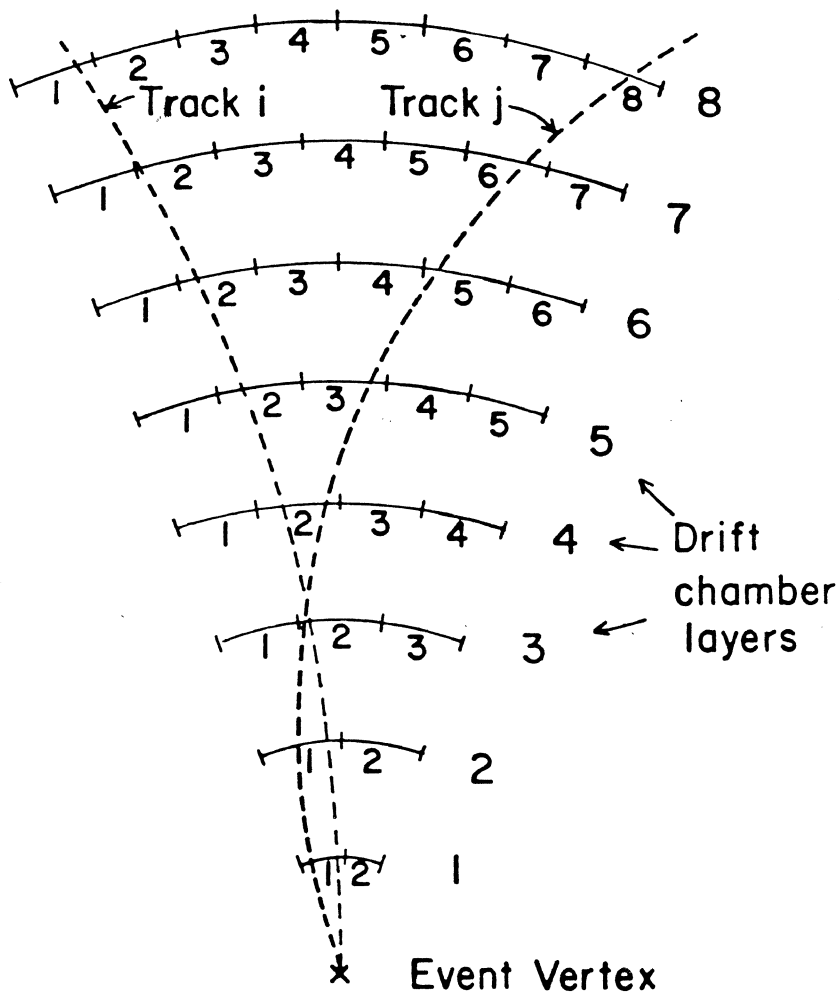 1 2 3 4 5 6 7 8 8
Track i Track j
1 2 3 4 5 6 7 7
1 2 3 4 5 6 6
1 2 3 4 5 5
1 2 3 4 4
Drift
chamber
layers
1 2 3 3
1 2 2
1 2 1
Event Vertex